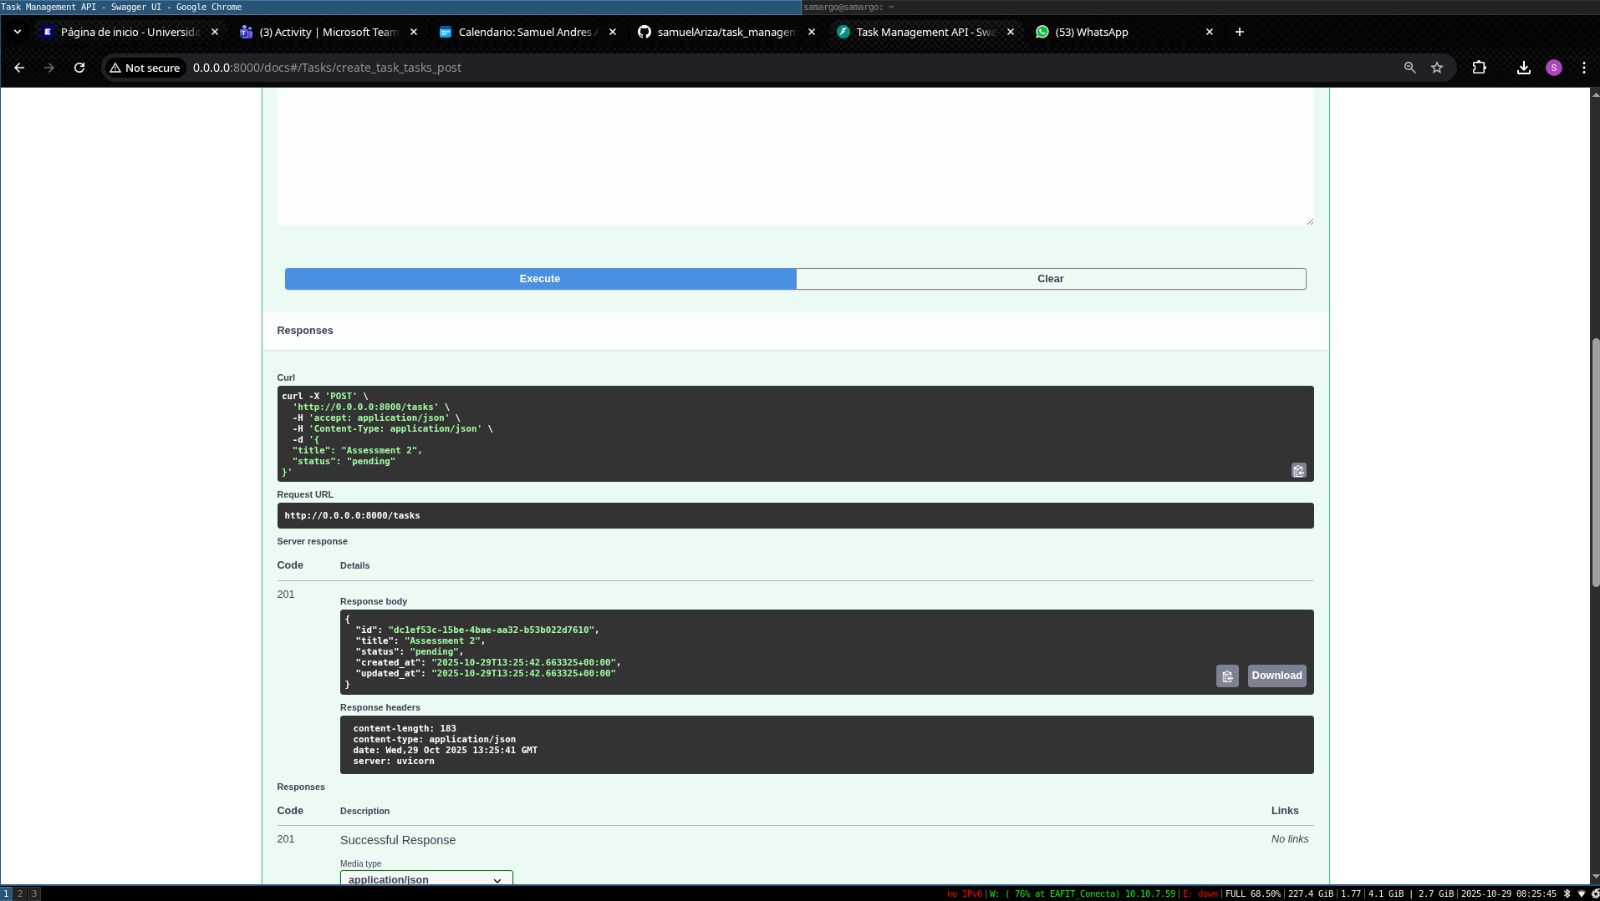 Task Management API - Swagger UI - Google Chrome
samargo@samargo: ~
Página de inicio - Universida
(3) Activity | Microsoft Team
Calendario: Samuel Andres A
samuelAriza/task_managem
Task Management API - Swa
(53) WhatsApp
Not secure
0.0.0.0:8000/docs#/Tasks/create_task_tasks_post
S
Execute
Clear
Responses
Curl
curl -X 'POST' \
'http://0.0.0.0:8000/tasks' \
-H 'accept: application/json' \
-H 'Content-Type: application/json' \
-d '{
"title": "Assessment 2",
"status": "pending"
}'
Request URL
http://0.0.0.0:8000/tasks
Server response
Code Details
201
Response body
{
"id": "dc1ef53c-15be-4bae-aa32-b53b022d7610",
"title": "Assessment 2",
"status": "pending",
"created_at": "2025-10-29T13:25:42.663325+00:00",
"updated_at": "2025-10-29T13:25:42.663325+00:00"
}
Download
Response headers
content-length: 183
content-type: application/json
date: Wed,29 Oct 2025 13:25:41 GMT
server: uvicorn
Responses
Code Description Links
201 Successful Response No links
Media type
application/json
1 2 3 no IPv6|W: ( 76% at EAFIT_Conecta) 10.10.7.59|E: down|FULL 68.50%|227.4 GiB|1.77|4.1 GiB | 2.7 GiB|2025-10-29 08:25:45